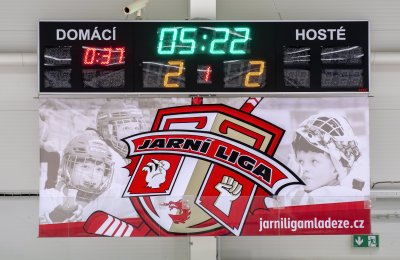 DOMÁCÍ
05:22
HOSTÉ
0:37
2
1
2
JARNÍ LIGA
jarniligamladeze.cz